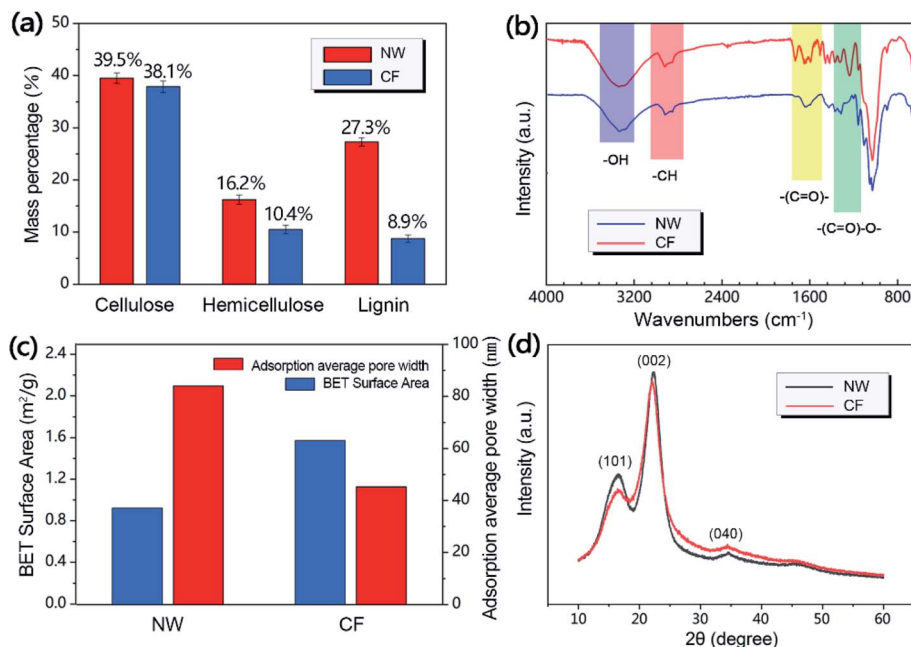 (a)
Mass percentage (%)
50
40
30
20
10
0
NW
CF
39.5%
38.1%
16.2%
10.4%
27.3%
8.9%
Cellulose
Hemicellulose
Lignin
(b)
Intensity (a.u.)
-OH
-CH
-(C=O)-
-(C=O)-O-
NW
CF
4000
3200
2400
1600
800
Wavenumbers (cm⁻¹)
(c)
BET Surface Area (m²/g)
2.4
2.0
1.6
1.2
0.8
0.4
0.0
Adsorption average pore width
BET Surface Area
100
80
60
40
20
0
Adsorption average pore width (nm)
NW
CF
(d)
Intensity (a.u.)
(101)
(002)
(040)
NW
CF
10
20
30
40
50
60
2θ (degree)